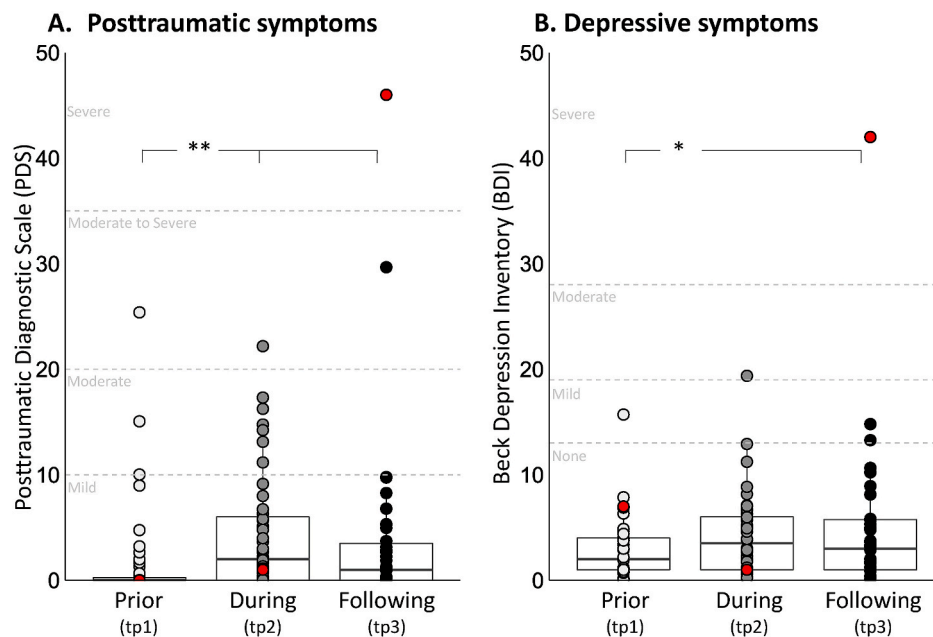 A. Posttraumatic symptoms
Posttraumatic Diagnostic Scale (PDS)
50
40
30
20
10
0
Severe
**
Moderate to Severe
Moderate
Mild
Prior
(tp1)
During
(tp2)
Following
(tp3)
B. Depressive symptoms
Beck Depression Inventory (BDI)
50
40
30
20
10
0
Severe
*
Moderate
Mild
None
Prior
(tp1)
During
(tp2)
Following
(tp3)